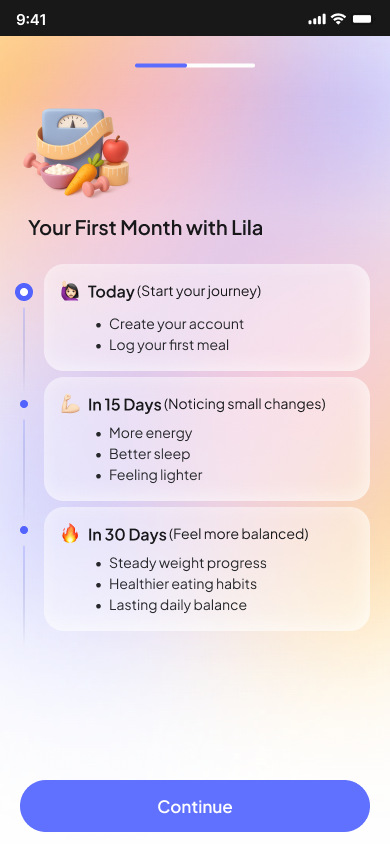 9:41
Your First Month with Lila
🙋🏻‍♀️ Today (Start your journey)
• Create your account
• Log your first meal
💪🏻 In 15 Days (Noticing small changes)
• More energy
• Better sleep
• Feeling lighter
🔥 In 30 Days (Feel more balanced)
• Steady weight progress
• Healthier eating habits
• Lasting daily balance
Continue